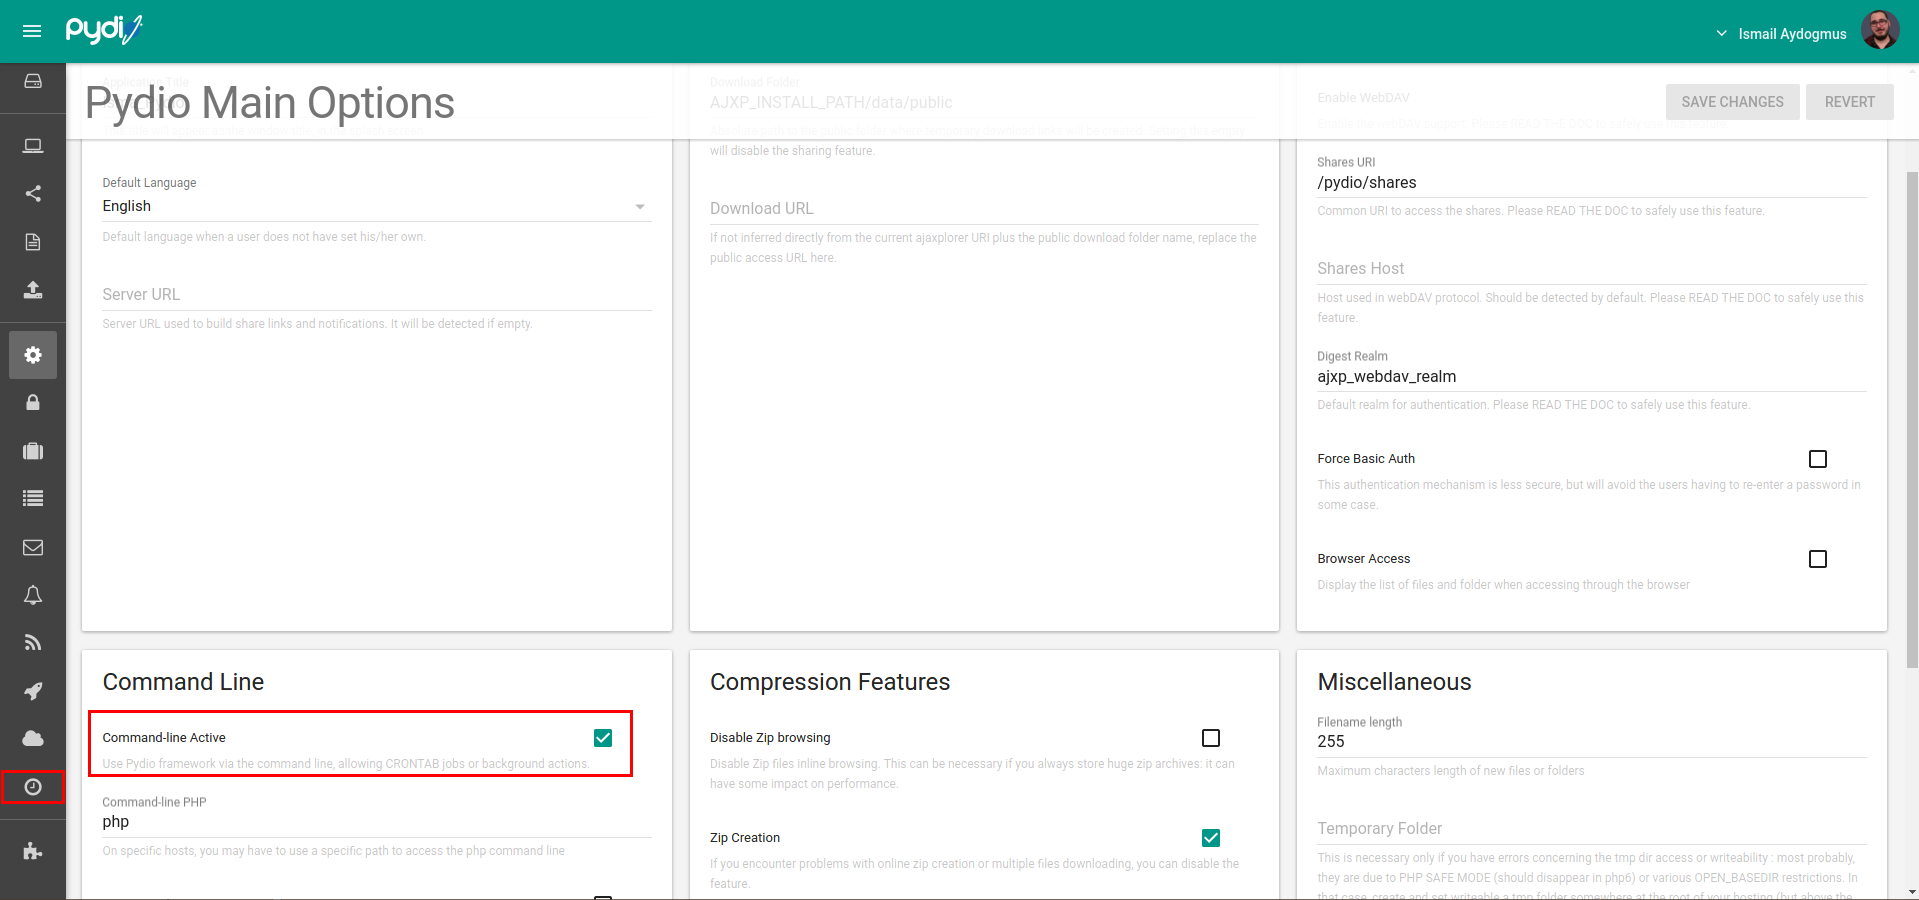 pydio
Ismail Aydogmus
Application Title
Pydio Main Options
Download Folder
AJXP_INSTALL_PATH/data/public
Absolute path to the public folder where temporary download links will be created. Setting this empty
will disable the sharing feature.
Enable WebDAV
Enable the webDAV support. Please READ THE DOC to safely use this feature.
SAVE CHANGES
REVERT
Default Language
English
Default language when a user does not have set his/her own.
Server URL
Server URL used to build share links and notifications. It will be detected if empty.
Download URL
If not inferred directly from the current ajaxplorer URI plus the public download folder name, replace the
public access URL here.
Shares URI
/pydio/shares
Common URI to access the shares. Please READ THE DOC to safely use this feature.
Shares Host
Host used in webDAV protocol. Should be detected by default. Please READ THE DOC to safely use this
feature.
Digest Realm
ajxp_webdav_realm
Default realm for authentication. Please READ THE DOC to safely use this feature.
Force Basic Auth
This authentication mechanism is less secure, but will avoid the users having to re-enter a password in
some case.
Browser Access
Display the list of files and folder when accessing through the browser
Command Line
Command-line Active
Use Pydio framework via the command line, allowing CRONTAB jobs or background actions.
Command-line PHP
php
On specific hosts, you may have to use a specific path to access the php command line
Compression Features
Disable Zip browsing
Disable Zip files inline browsing. This can be necessary if you always store huge zip archives: it can
have some impact on performance.
Zip Creation
If you encounter problems with online zip creation or multiple files downloading, you can disable the
feature.
Miscellaneous
Filename length
255
Maximum characters length of new files or folders
Temporary Folder
This is necessary only if you have errors concerning the tmp dir access or writeability : most probably,
they are due to PHP SAFE MODE (should disappear in php6) or various OPEN_BASEDIR restrictions. In
that case, create and set writeable a tmp folder somewhere at the root of your hosting (but above the